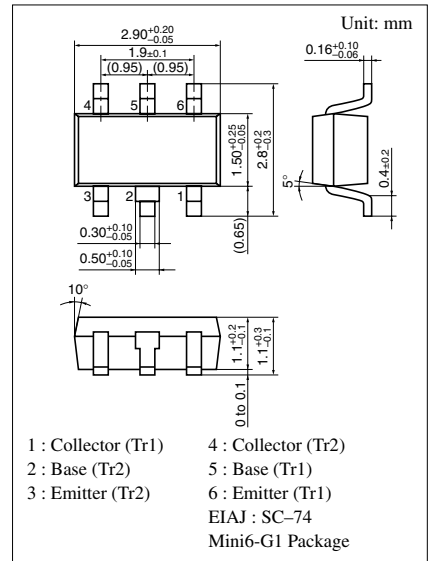 Unit: mm
2.90+0.20−0.05
1.9±0.1
(0.95) (0.95)
0.16+0.10−0.06
4 5 6
1.50+0.25−0.05
2.8+0.2−0.3
5°
0.4±0.2
3 2 1
(0.65)
0.30+0.10−0.05
0.50+0.10−0.05
10°
1.1+0.2−0.1
1.1+0.3−0.1
0 to 0.1
1 : Collector (Tr1)
2 : Base (Tr2)
3 : Emitter (Tr2)
4 : Collector (Tr2)
5 : Base (Tr1)
6 : Emitter (Tr1)
EIAJ : SC–74
Mini6-G1 Package